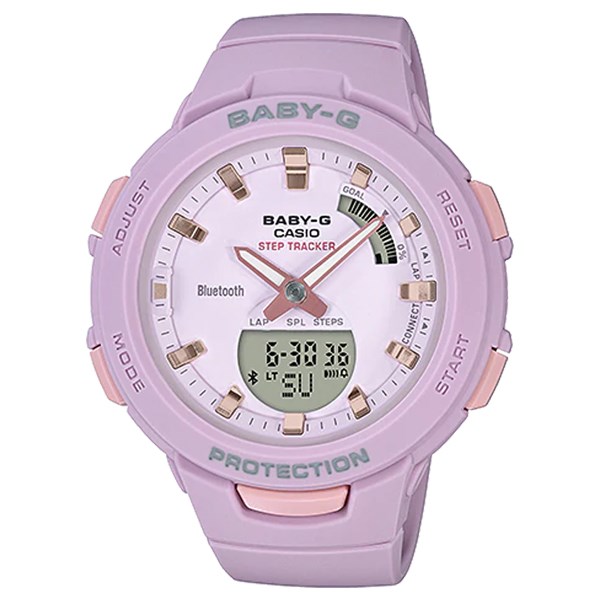 BABY-G
ADJUST
RESET
GOAL
BABY-G
CASIO
STEP TRACKER
0%
LAP
Bluetooth
CONNECT
LAP SPL STEPS
6-30 36
LT
SU
MODE
START
PROTECTION